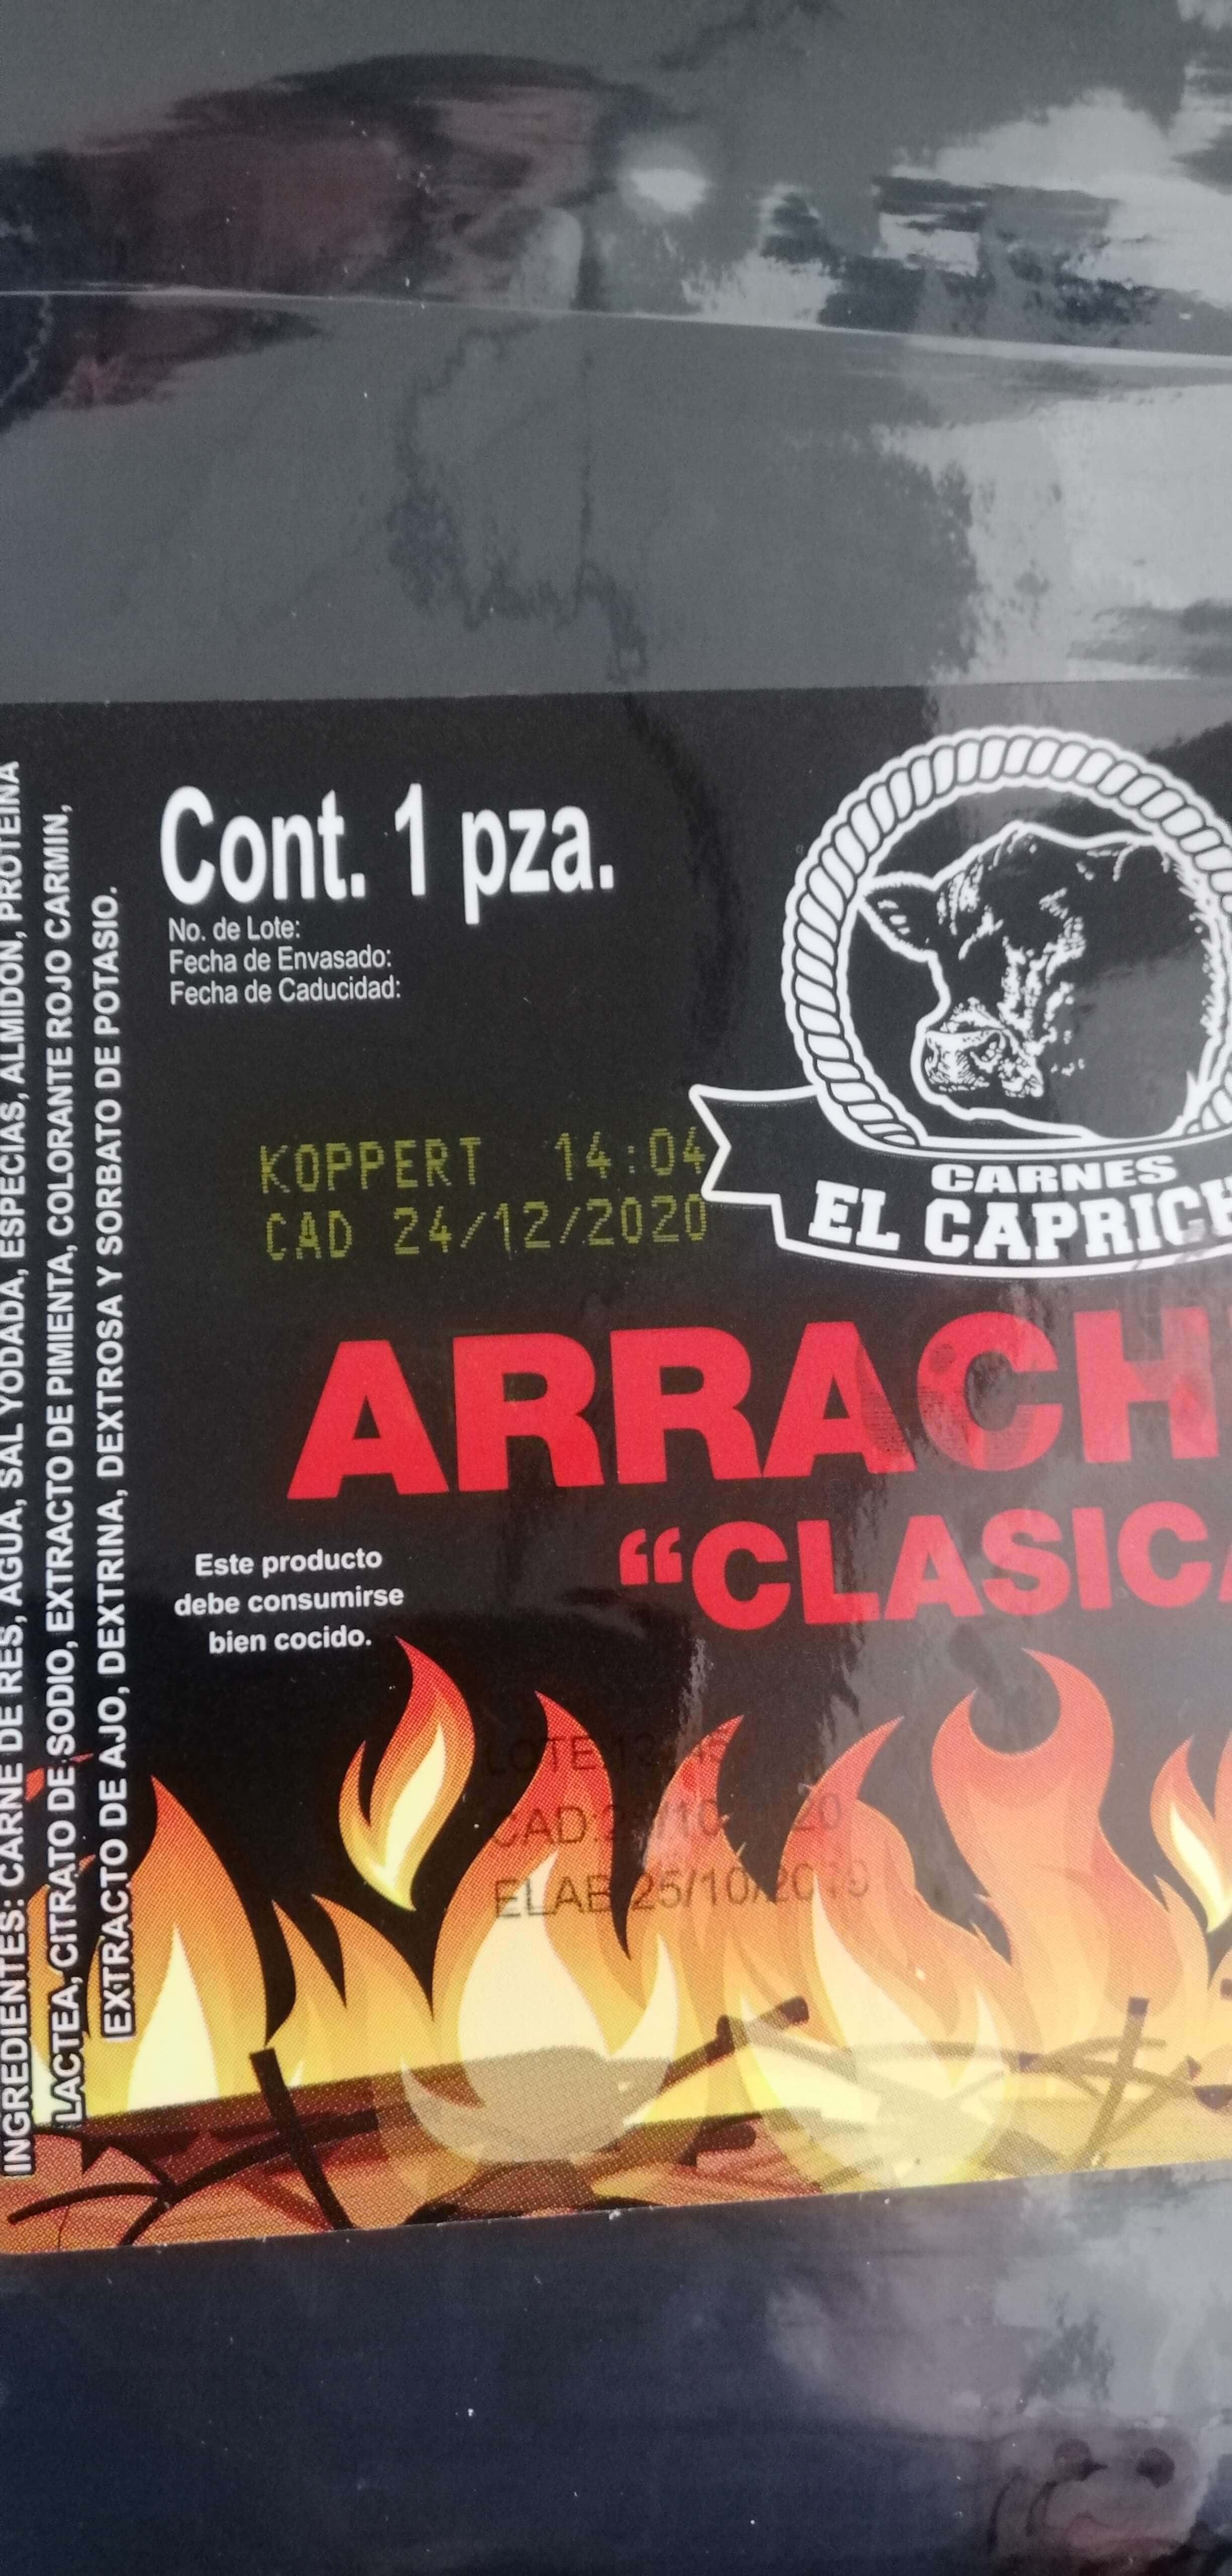 Cont. 1 pza.
No. de Lote:
Fecha de Envasado:
Fecha de Caducidad:
KOPPERT 14:04
CAD 24/12/2020
CARNES
EL CAPRICH
ARRACH
“CLASICA
Este producto
debe consumirse
bien cocido.
ELAB 25/10/20
INGREDIENTES: CARNE DE RES, AGUA, SAL YODADA, ESPECIAS, ALMIDON, PROTEINA
LACTEA, CITRATO DE SODIO, EXTRACTO DE PIMIENTA, COLORANTE ROJO CARMIN,
EXTRACTO DE AJO, DEXTRINA, DEXTROSA Y SORBATO DE POTASIO.